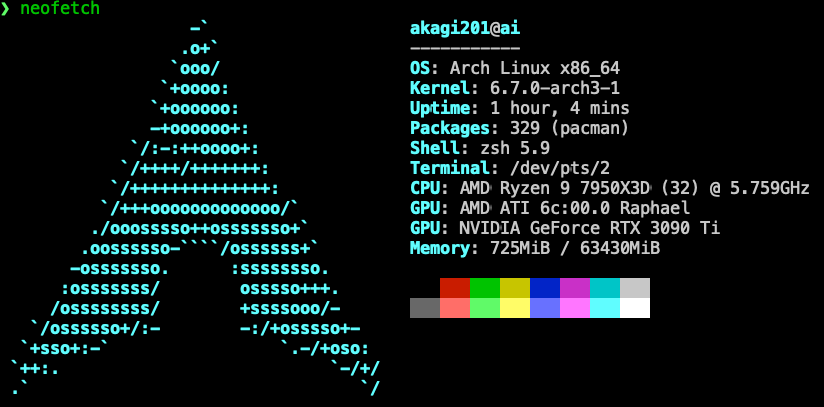 ❯ neofetch
                  -`
                 .o+`
                `ooo/
               `+oooo:
              `+oooooo:
              -+oooooo+:
            `/:-:++oooo+:
           `/++++/+++++++:
          `/++++++++++++++:
         `/+++ooooooooooooo/`
        ./ooosssso++osssssso+`
       .oossssso-````/ossssss+`
      -osssssso.      :ssssssso.
     :osssssss/        osssso+++.
    /ossssssss/        +ssssooo/-
  `/ossssso+/:-        -:/+osssso+-
 `+sso+:-`                 `.-/+oso:
`++:.                           `-/+/
.`                                 `/
akagi201@ai
-----------
OS: Arch Linux x86_64
Kernel: 6.7.0-arch3-1
Uptime: 1 hour, 4 mins
Packages: 329 (pacman)
Shell: zsh 5.9
Terminal: /dev/pts/2
CPU: AMD Ryzen 9 7950X3D (32) @ 5.759GHz
GPU: AMD ATI 6c:00.0 Raphael
GPU: NVIDIA GeForce RTX 3090 Ti
Memory: 725MiB / 63430MiB